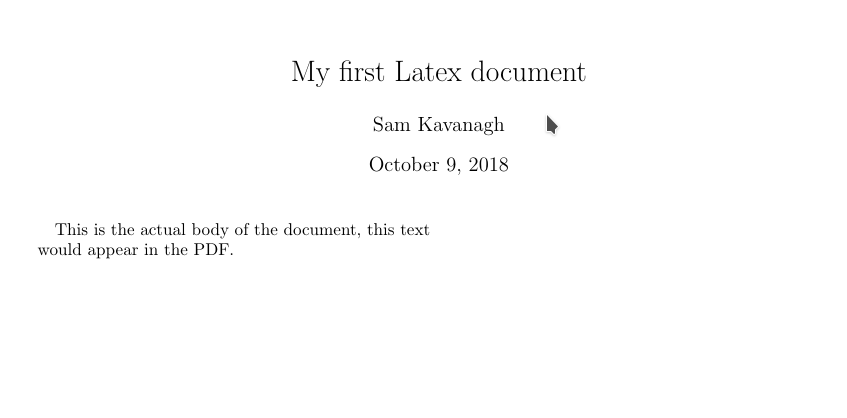 My first Latex document
Sam Kavanagh
October 9, 2018
This is the actual body of the document, this text
would appear in the PDF.